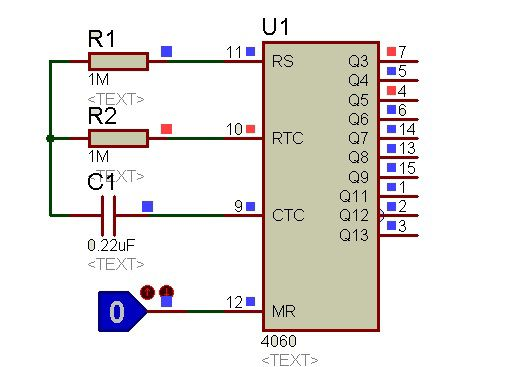 U1
R1
1M
<TEXT>
R2
1M
<TEXT>
C1
0.22uF
<TEXT>
0
11 RS
10 RTC
9 CTC
12 MR
Q3 7
Q4 5
Q5 4
Q6 6
Q7 14
Q8 13
Q9 15
Q11 1
Q12 2
Q13 3
4060
<TEXT>